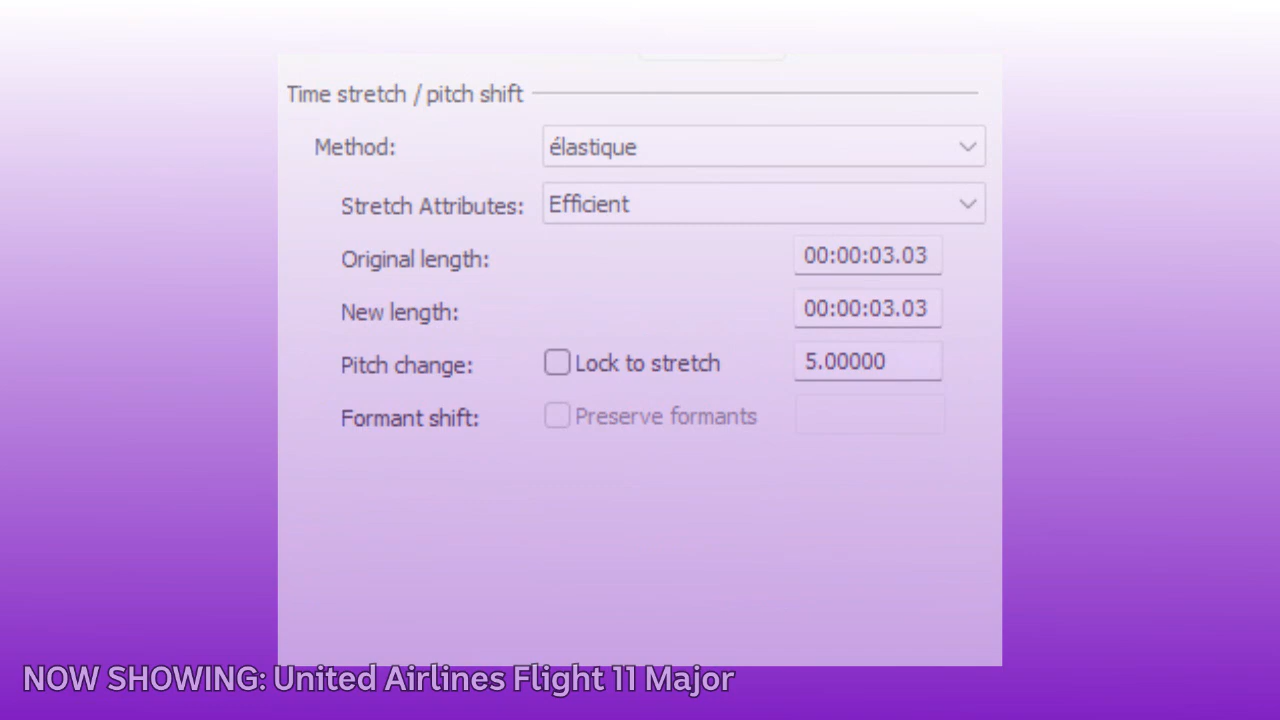 Time stretch / pitch shift
Method: élastique
Stretch Attributes: Efficient
Original length: 00:00:03.03
New length: 00:00:03.03
Pitch change: Lock to stretch 5.00000
Formant shift: Preserve formants
NOW SHOWING: United Airlines Flight 11 Major